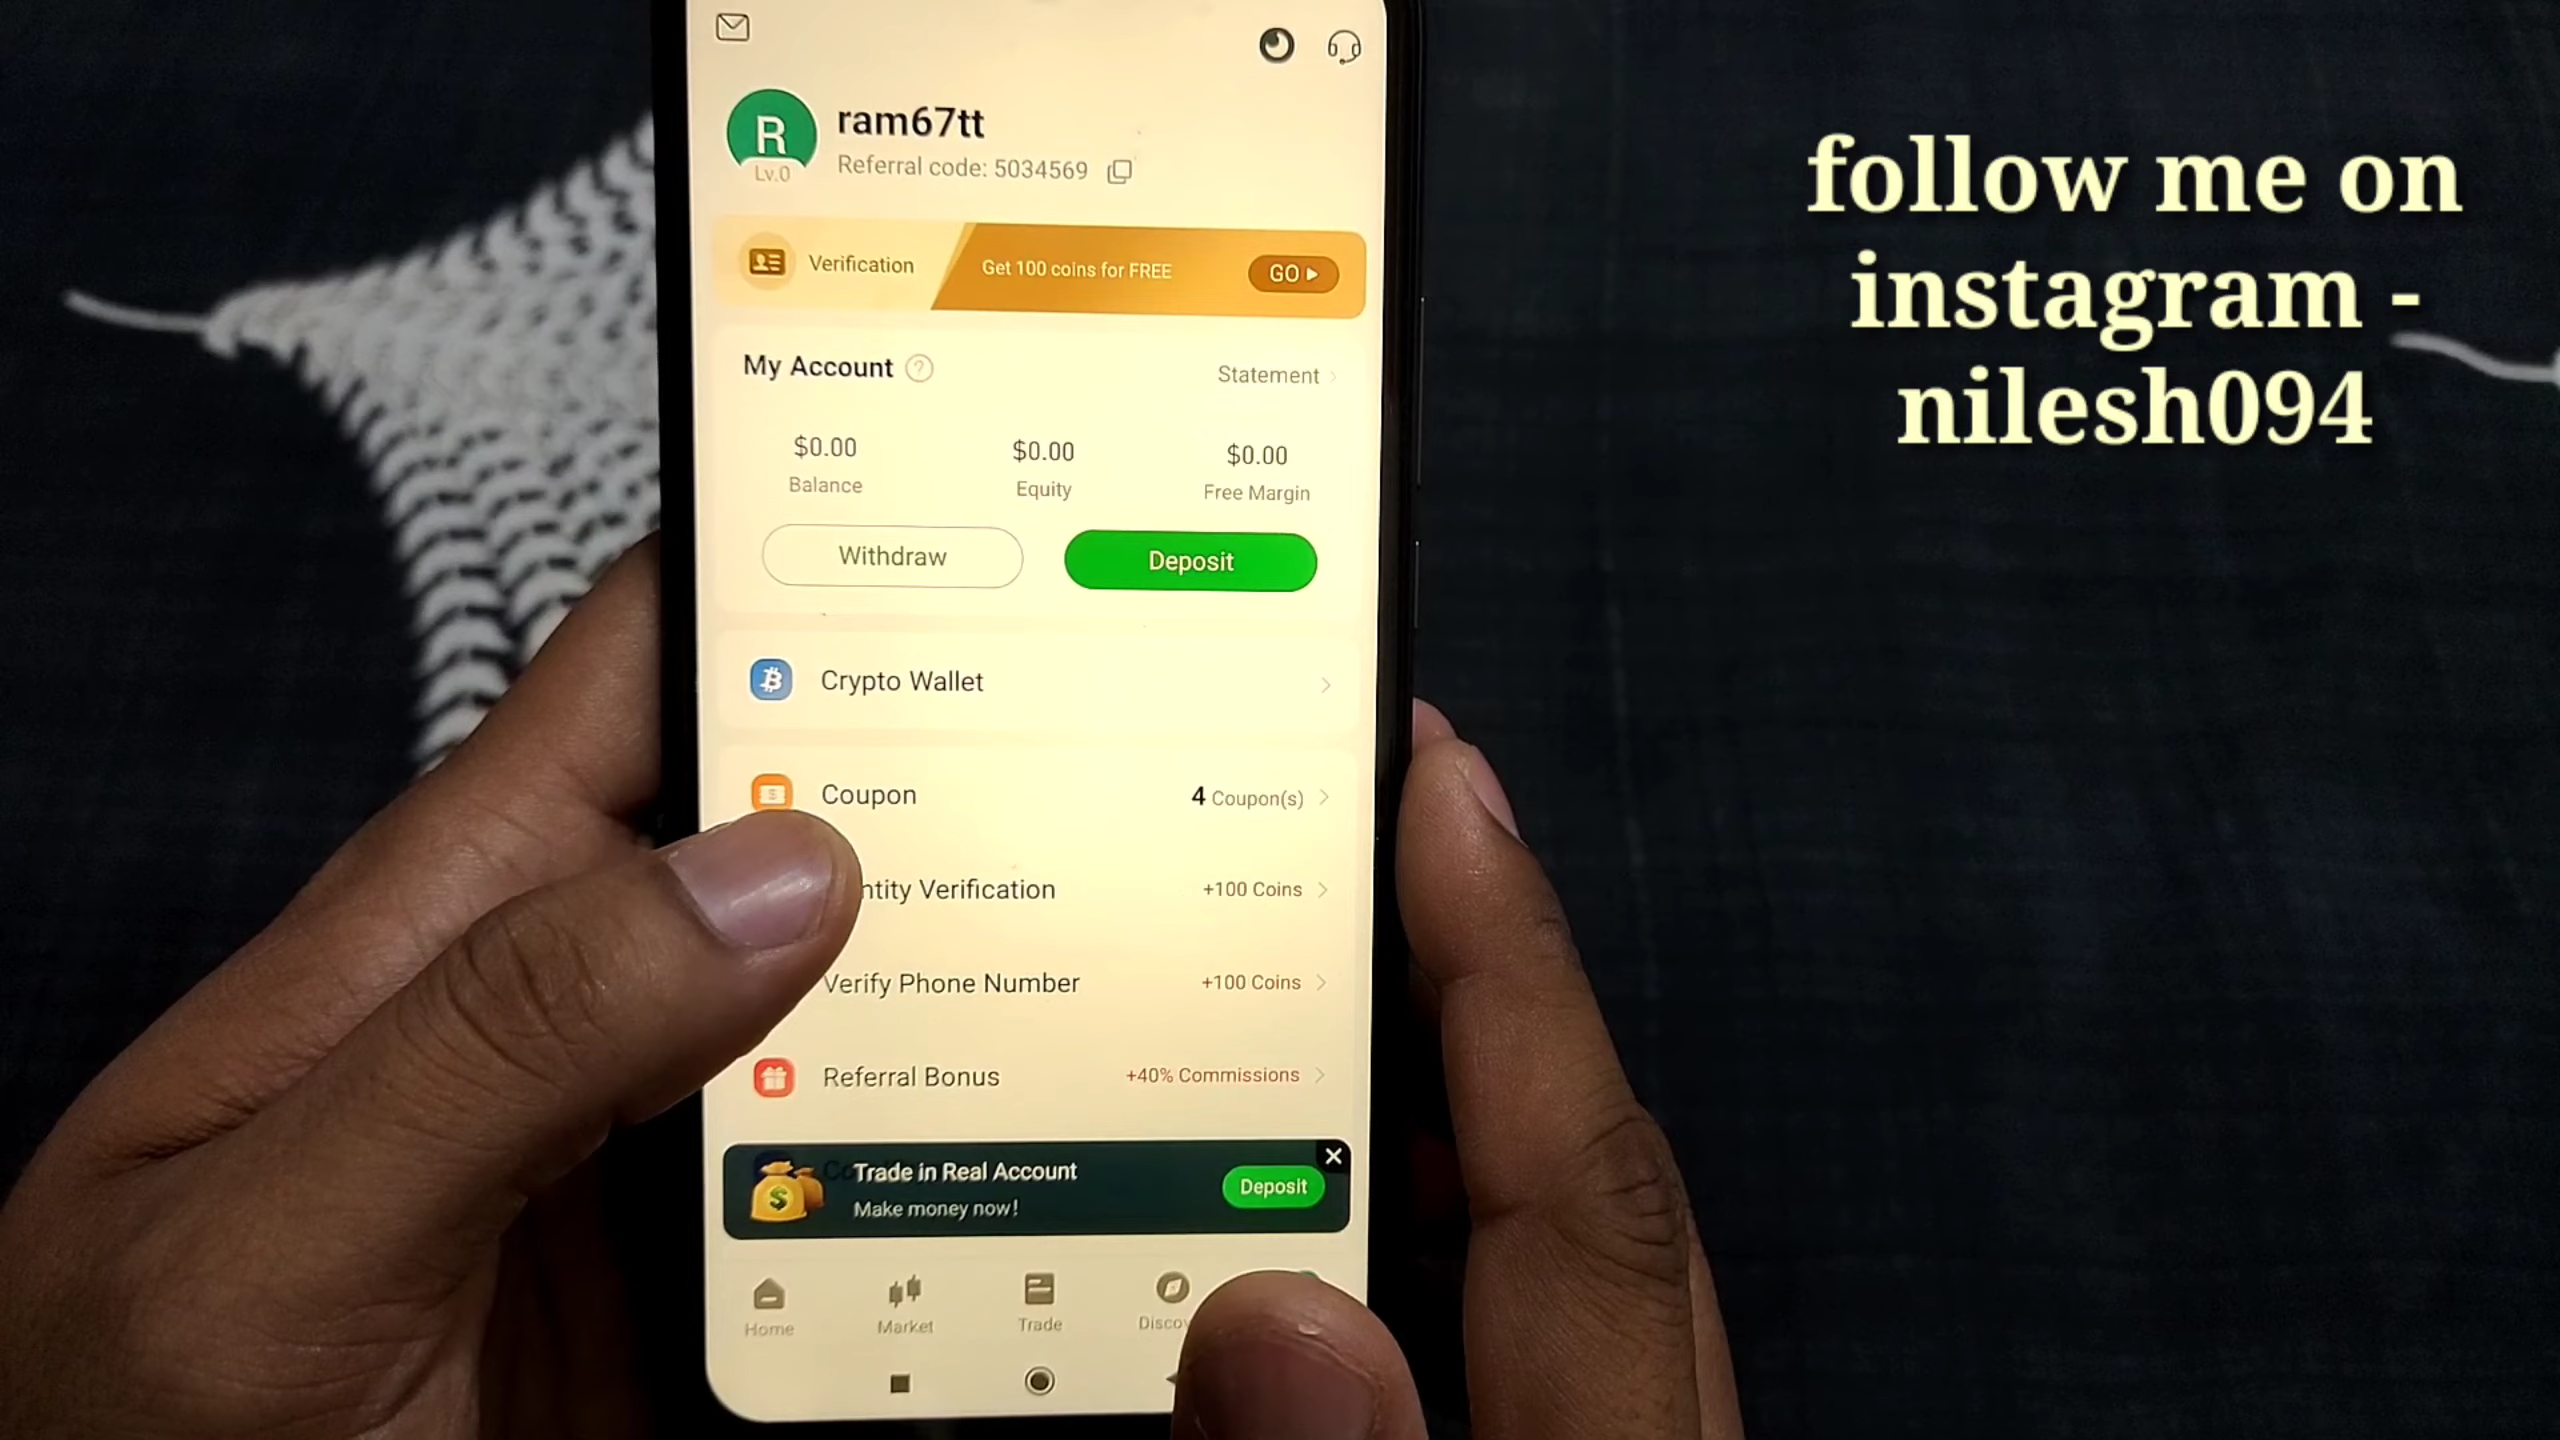 ram67tt
Referral code: 5034569
R
Lv.0
follow me on
instagram -
nilesh094
Verification
Get 100 coins for FREE
GO
My Account ?
Statement
$0.00
$0.00
$0.00
Balance
Equity
Free Margin
Withdraw
Deposit
Crypto Wallet
Coupon
4 Coupon(s)
ntity Verification
+100 Coins
Verify Phone Number
+100 Coins
Referral Bonus
+40% Commissions
Trade in Real Account
Make money now!
Deposit
Home
Market
Trade
Disco